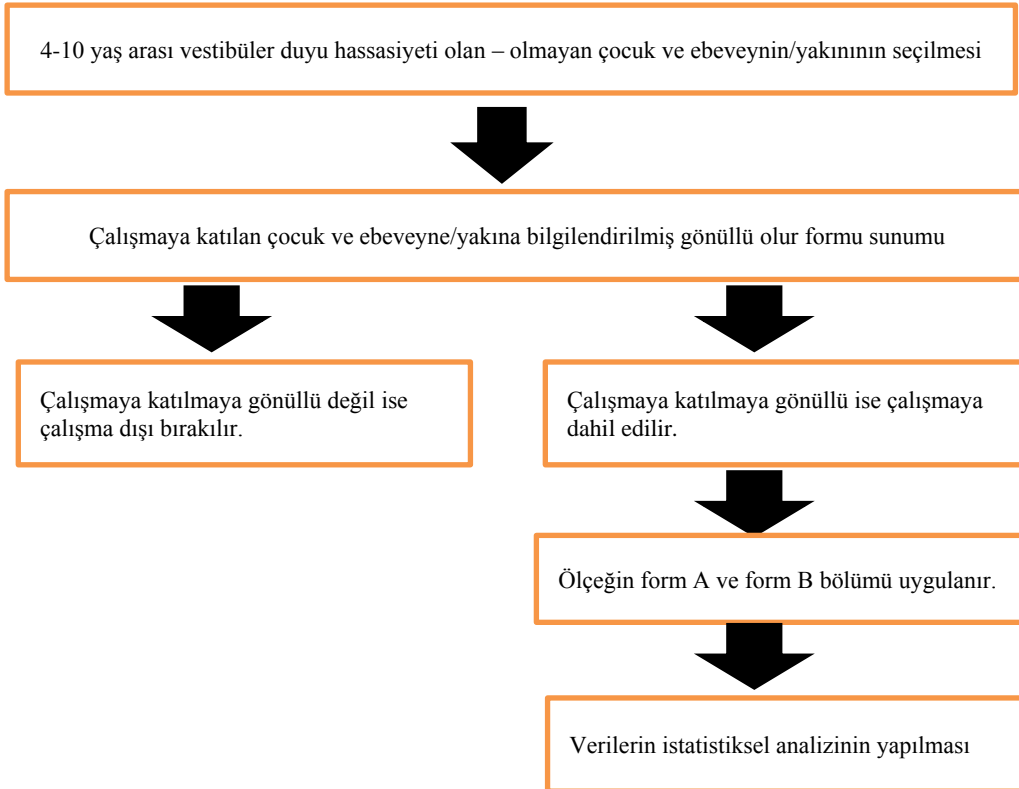 4-10 yaş arası vestibüler duyu hassasiyeti olan – olmayan çocuk ve ebeveynin/yakınının seçilmesi
Çalışmaya katılan çocuk ve ebeveyne/yakına bilgilendirilmiş gönüllü olur formu sunumu
Çalışmaya katılmaya gönüllü değil ise
çalışma dışı bırakılır.
Çalışmaya katılmaya gönüllü ise çalışmaya
dahil edilir.
Ölçeğin form A ve form B bölümü uygulanır.
Verilerin istatistiksel analizinin yapılması